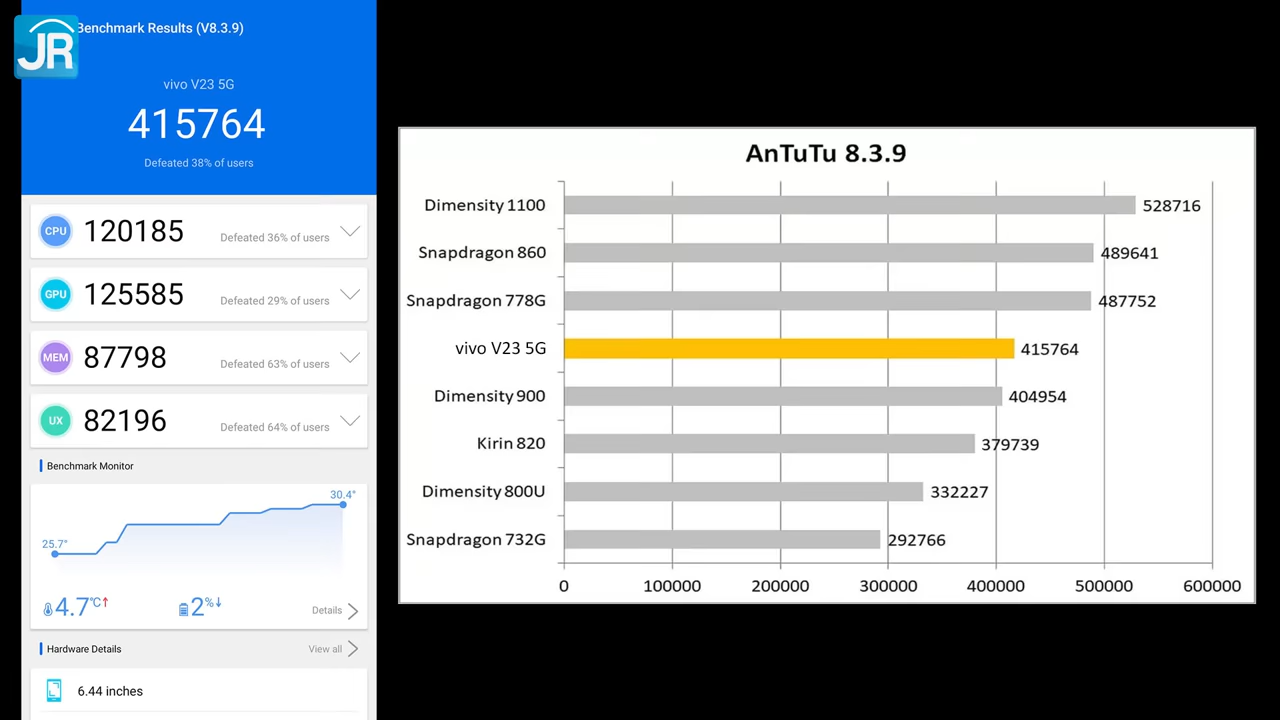 JR
Benchmark Results (V8.3.9)
vivo V23 5G
415764
Defeated 38% of users
CPU 120185 Defeated 36% of users
GPU 125585 Defeated 29% of users
MEM 87798 Defeated 63% of users
UX 82196 Defeated 64% of users
Benchmark Monitor
30.4°
25.7°
4.7°C↑ 2%↓ Details
Hardware Details View all
6.44 inches
AnTuTu 8.3.9
Dimensity 1100 528716
Snapdragon 860 489641
Snapdragon 778G 487752
vivo V23 5G 415764
Dimensity 900 404954
Kirin 820 379739
Dimensity 800U 332227
Snapdragon 732G 292766
0 100000 200000 300000 400000 500000 600000